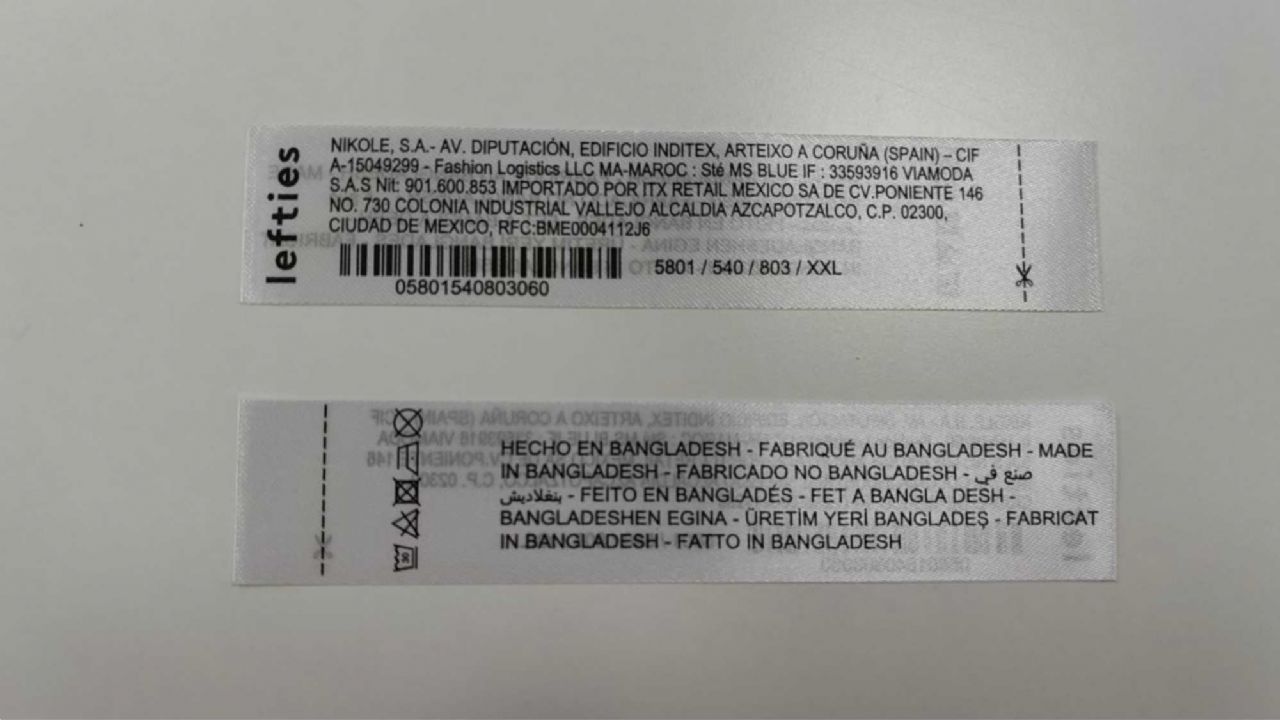 lefties
NIKOLE, S.A.- AV. DIPUTACIÓN, EDIFICIO INDITEX, ARTEIXO A CORUÑA (SPAIN) – CIF
A-15049299 - Fashion Logistics LLC MA-MAROC : Sté MS BLUE IF : 33593916 VIAMODA
S.A.S Nit: 901.600.853 IMPORTADO POR ITX RETAIL MEXICO SA DE CV.PONIENTE 146
NO. 730 COLONIA INDUSTRIAL VALLEJO ALCALDIA AZCAPOTZALCO, C.P. 02300,
CIUDAD DE MEXICO, RFC:BME0004112J6
5801 / 540 / 803 / XXL
05801540803060
HECHO EN BANGLADESH - FABRIQUÉ AU BANGLADESH - MADE
IN BANGLADESH - FABRICADO NO BANGLADESH - صنع في
بنغلاديش - FEITO EN BANGLADÉS - FET A BANGLA DESH -
BANGLADESHEN EGINA - ÜRETİM YERİ BANGLADEŞ - FABRICAT
IN BANGLADESH - FATTO IN BANGLADESH